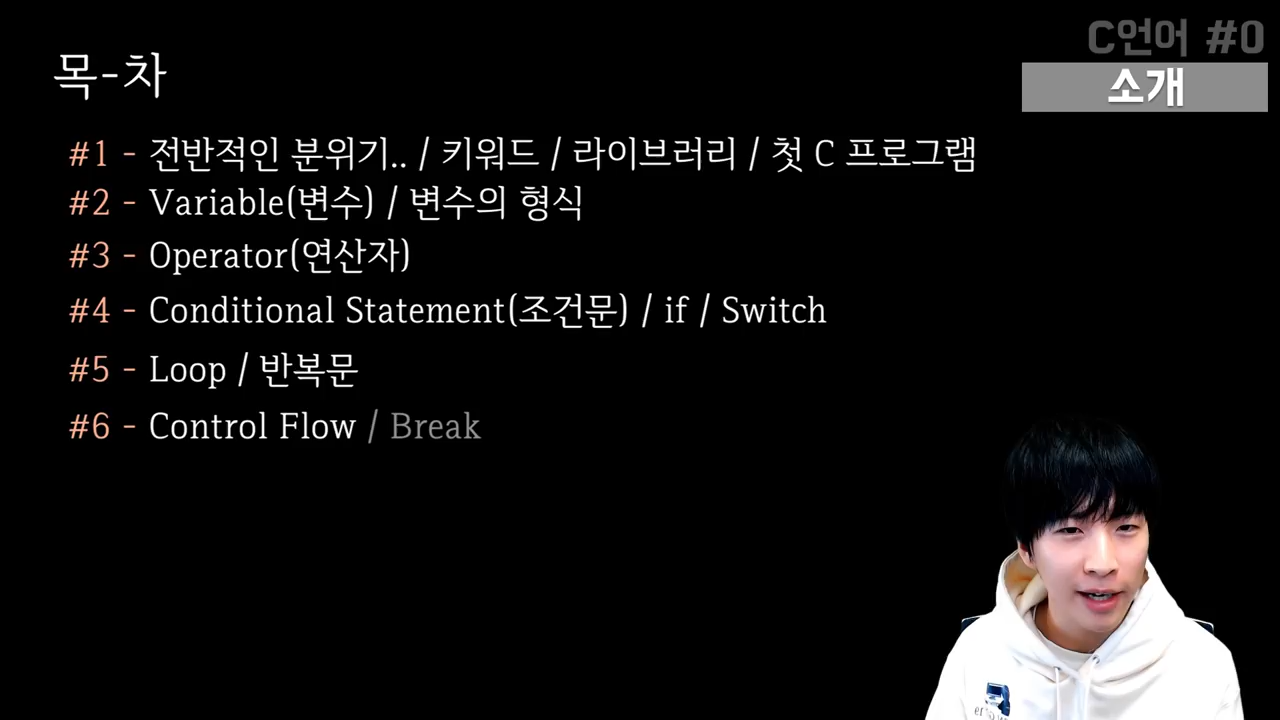 C언어 #0
소개
목-차
#1 - 전반적인 분위기.. / 키워드 / 라이브러리 / 첫 C 프로그램
#2 - Variable(변수) / 변수의 형식
#3 - Operator(연산자)
#4 - Conditional Statement(조건문) / if / Switch
#5 - Loop / 반복문
#6 - Control Flow / Break